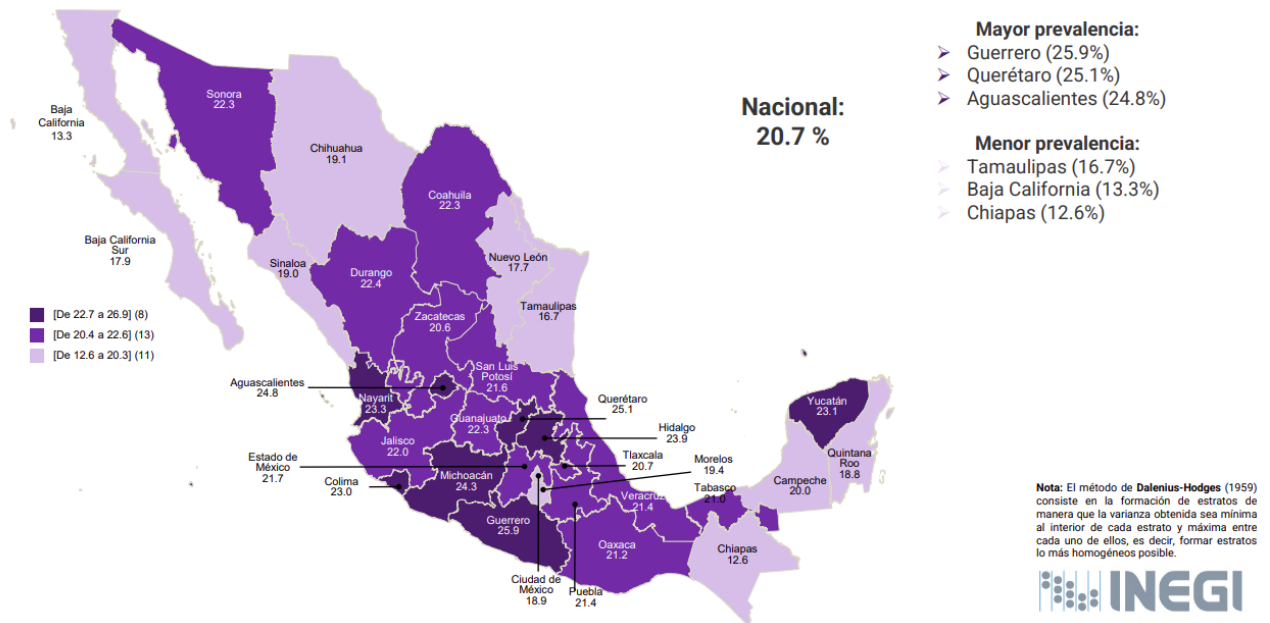 Mayor prevalencia:
Guerrero (25.9%)
Querétaro (25.1%)
Aguascalientes (24.8%)
Menor prevalencia:
Tamaulipas (16.7%)
Baja California (13.3%)
Chiapas (12.6%)
Nacional:
20.7 %
Baja
California
13.3
Sonora
22.3
Chihuahua
19.1
Coahuila
22.3
Baja California
Sur
17.9
Sinaloa
19.0
Durango
22.4
Nuevo León
17.7
Tamaulipas
16.7
Zacatecas
20.6
San Luis
Potosí
21.6
[De 22.7 a 26.9] (8)
[De 20.4 a 22.6] (13)
[De 12.6 a 20.3] (11)
Aguascalientes
24.8
Nayarit
23.3
Guanajuato
22.3
Querétaro
25.1
Hidalgo
23.9
Jalisco
22.0
Estado de
México
21.7
Tlaxcala
20.7
Morelos
19.4
Colima
23.0
Michoacán
24.3
Guerrero
25.9
Veracruz
21.4
Tabasco
21.0
Yucatán
23.1
Quintana
Roo
18.8
Campeche
20.0
Oaxaca
21.2
Chiapas
12.6
Ciudad de
México
18.9
Puebla
21.4
Nota: El método de Dalenius-Hodges (1959)
consiste en la formación de estratos de
manera que la varianza obtenida sea mínima
al interior de cada estrato y máxima entre
cada uno de ellos, es decir, formar estratos
lo más homogéneos posible.
INEGI